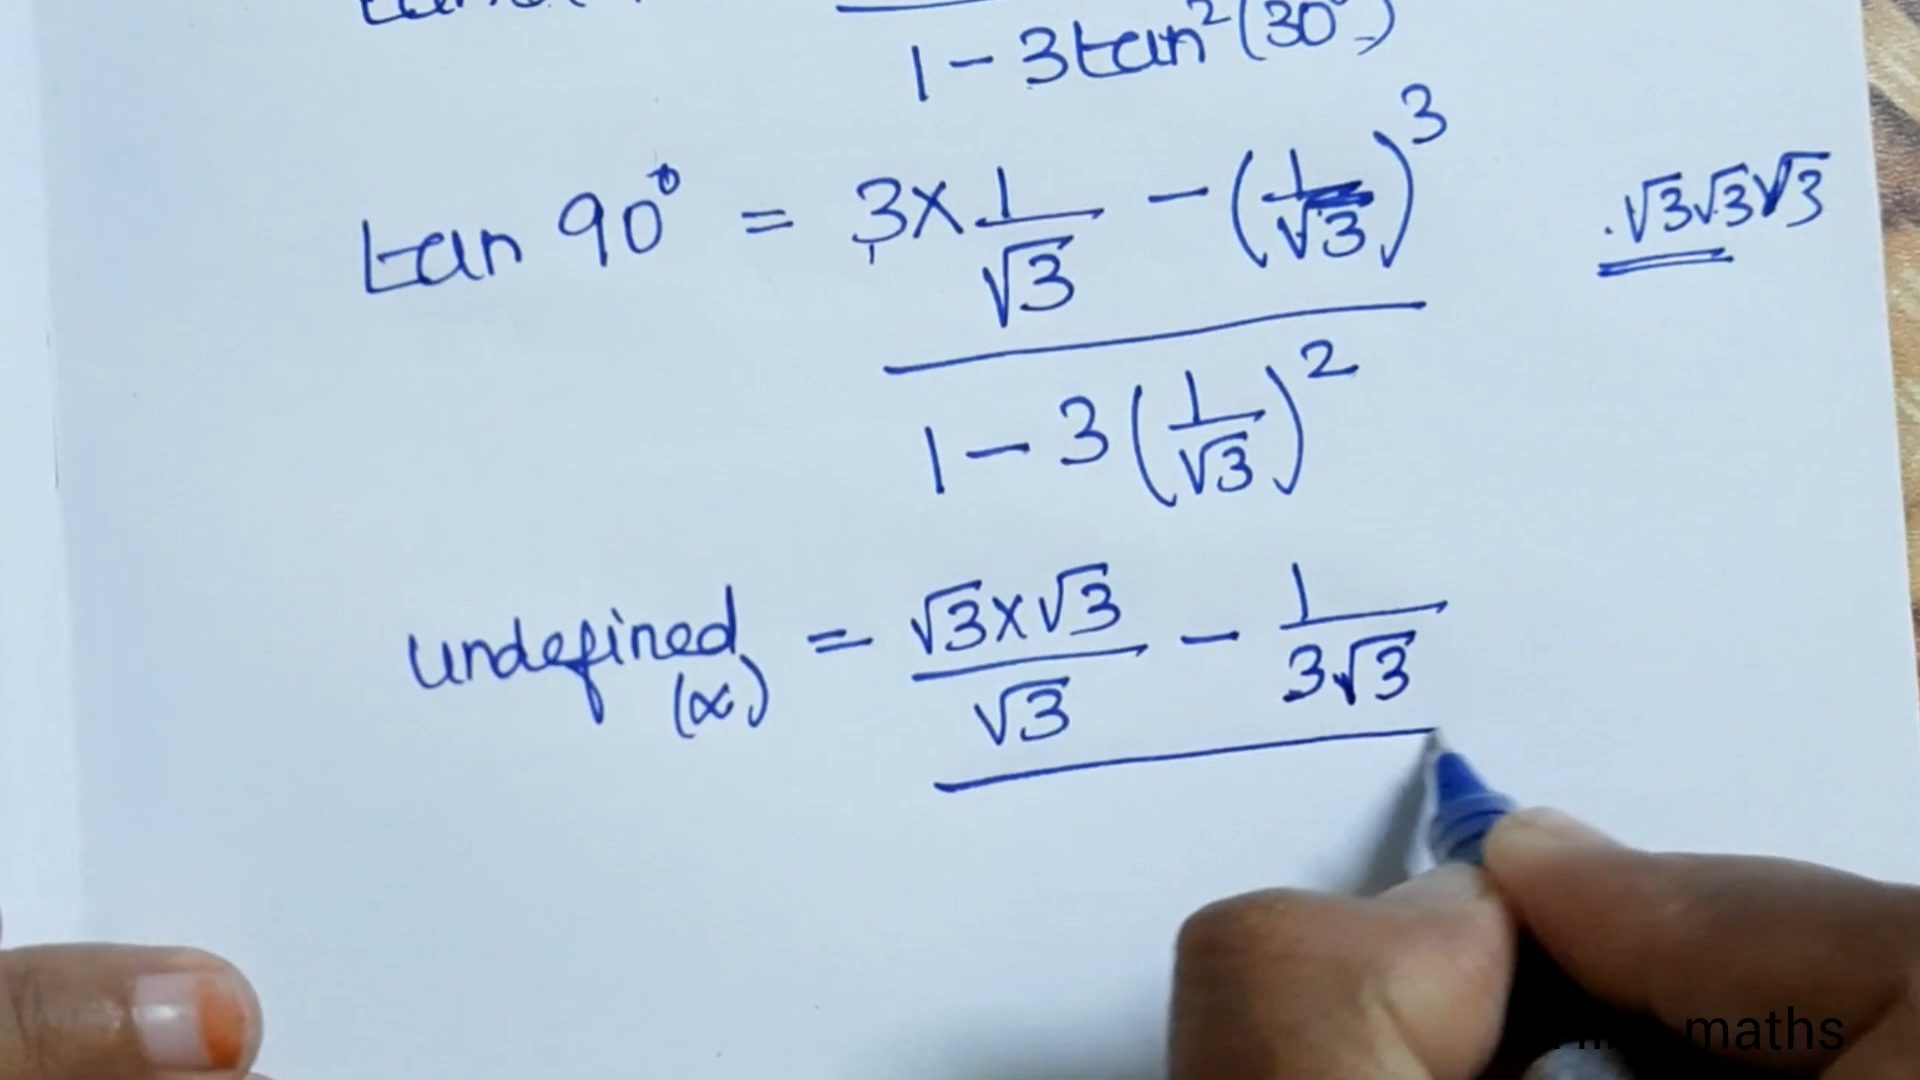 1 - 3tan²(30°)
tan 90° = 3 × 1/√3 - (1/√3)³ / 1 - 3(1/√3)²
.√3√3√3
undefined (∝) = √3×√3/√3 - 1/3√3
maths